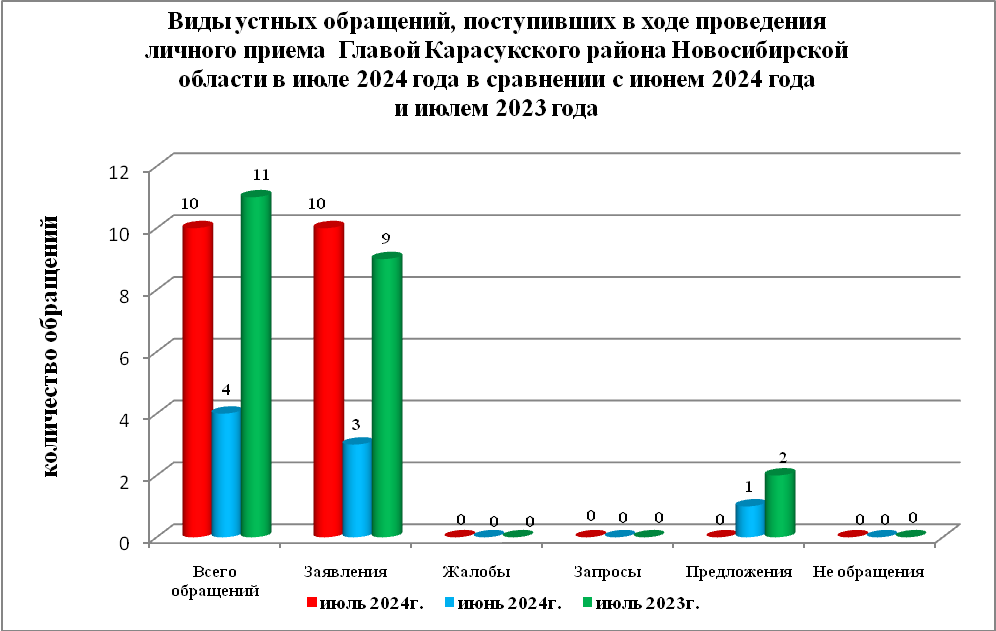 Виды устных обращений, поступивших в ходе проведения
личного приема Главой Карасукского района Новосибирской
области в июле 2024 года в сравнении с июнем 2024 года
и июлем 2023 года
количество обращений
12
10
8
6
4
2
0
10
4
11
10
3
9
0
0
0
0
0
0
0
1
2
0
0
0
Всего
обращений
Заявления
Жалобы
Запросы
Предложения
Не обращения
июль 2024г.
июнь 2024г.
июль 2023г.